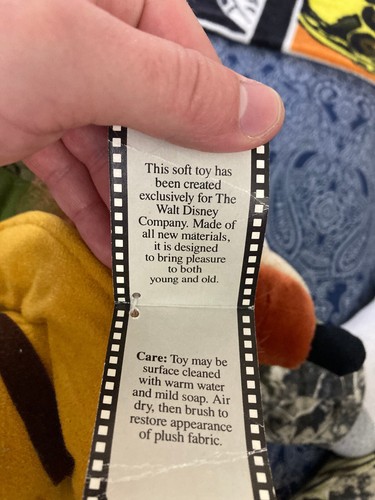 This soft toy has
been created
exclusively for The
Walt Disney
Company. Made of
all new materials,
it is designed
to bring pleasure
to both
young and old.
Care: Toy may be
surface cleaned
with warm water
and mild soap. Air
dry, then brush to
restore appearance
of plush fabric.